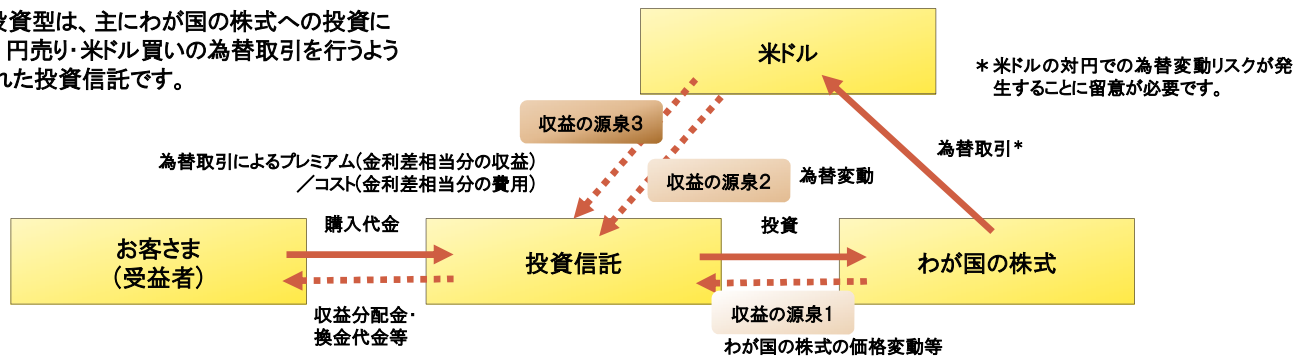 投資型は、主にわが国の株式への投資に
円売り・米ドル買いの為替取引を行うよう
れた投資信託です。
米ドル
＊米ドルの対円での為替変動リスクが発
生することに留意が必要です。
収益の源泉３
為替取引＊
為替取引によるプレミアム（金利差相当分の収益）
／コスト（金利差相当分の費用）
収益の源泉２
為替変動
購入代金
投資
お客さま
（受益者）
投資信託
わが国の株式
収益分配金・
換金代金等
収益の源泉１
わが国の株式の価格変動等